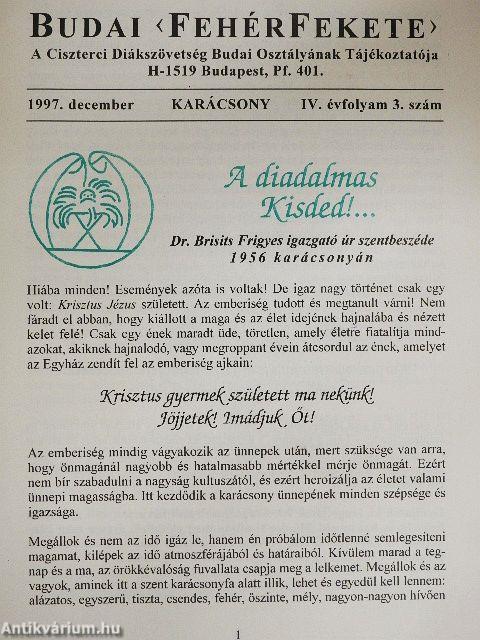 BUDAI ‹FEHÉRFEKETE›
A Ciszterci Diákszövetség Budai Osztályának Tájékoztatója
H-1519 Budapest, Pf. 401.
1997. december KARÁCSONY IV. évfolyam 3. szám
A diadalmas
Kisded!...
Dr. Brisits Frigyes igazgató úr szentbeszéde
1956 karácsonyán
Hiába minden! Események azóta is voltak! De igaz nagy történet csak egy
volt: Krisztus Jézus született. Az emberiség tudott és megtanult várni! Nem
fáradt el abban, hogy kiállott a maga és az élet idejének hajnalába és nézett
kelet felé! Csak egy ének maradt üde, töretlen, amely életre fiatalítja mind-
azokat, akiknek hajnalodó, vagy megroppant évein átcsordul az ének, amelyet
az Egyház zendít fel az emberiség ajkain:
Krisztus gyermek született ma nekünk!
Jöjjetek! Imádjuk Őt!
Az emberiség mindig vágyakozik az ünnepek után, mert szüksége van arra,
hogy önmagánál nagyobb és hatalmasabb mértékkel mérje önmagát. Ezért
nem bír szabadulni a nagyság kultuszától, és ezért heroizálja az életet valami
ünnepi magasságba. Itt kezdődik a karácsony ünnepének minden szépsége és
igazsága.
Megállok és nem az idő igáz le, hanem én próbálom időtlenné semlegesíteni
magamat, kilépek az idő atmoszférájából és határaiból. Kívülem marad a teg-
nap és a ma, az örökkévalóság fuvallata csapja meg a lelkemet. Megállok és az
vagyok, aminek itt a szent karácsonyfa alatt illik, lehet és egyedül kell lennem:
alázatos, egyszerű, tiszta, csendes, fehér, őszinte, mély, nagyon-nagyon hívően
1
Antikvárium.hu